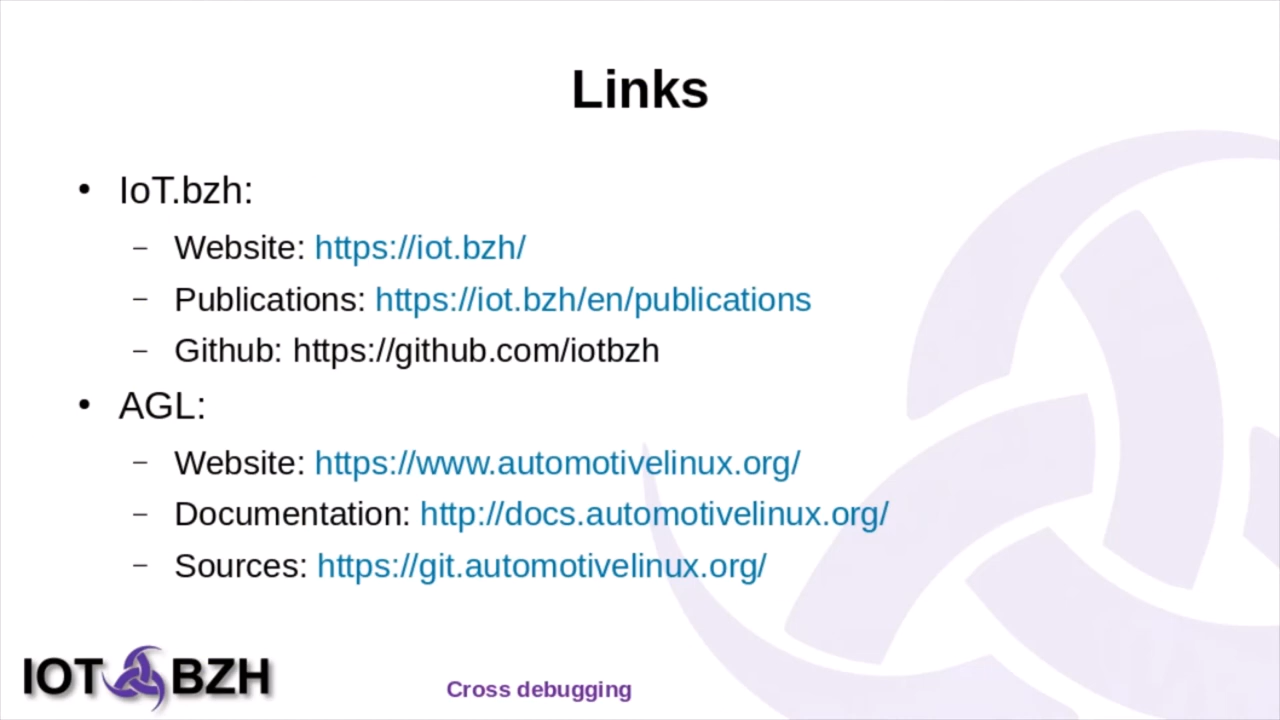 Links
• IoT.bzh:
– Website: https://iot.bzh/
– Publications: https://iot.bzh/en/publications
– Github: https://github.com/iotbzh
• AGL:
– Website: https://www.automotivelinux.org/
– Documentation: http://docs.automotivelinux.org/
– Sources: https://git.automotivelinux.org/
IOT BZH
Cross debugging